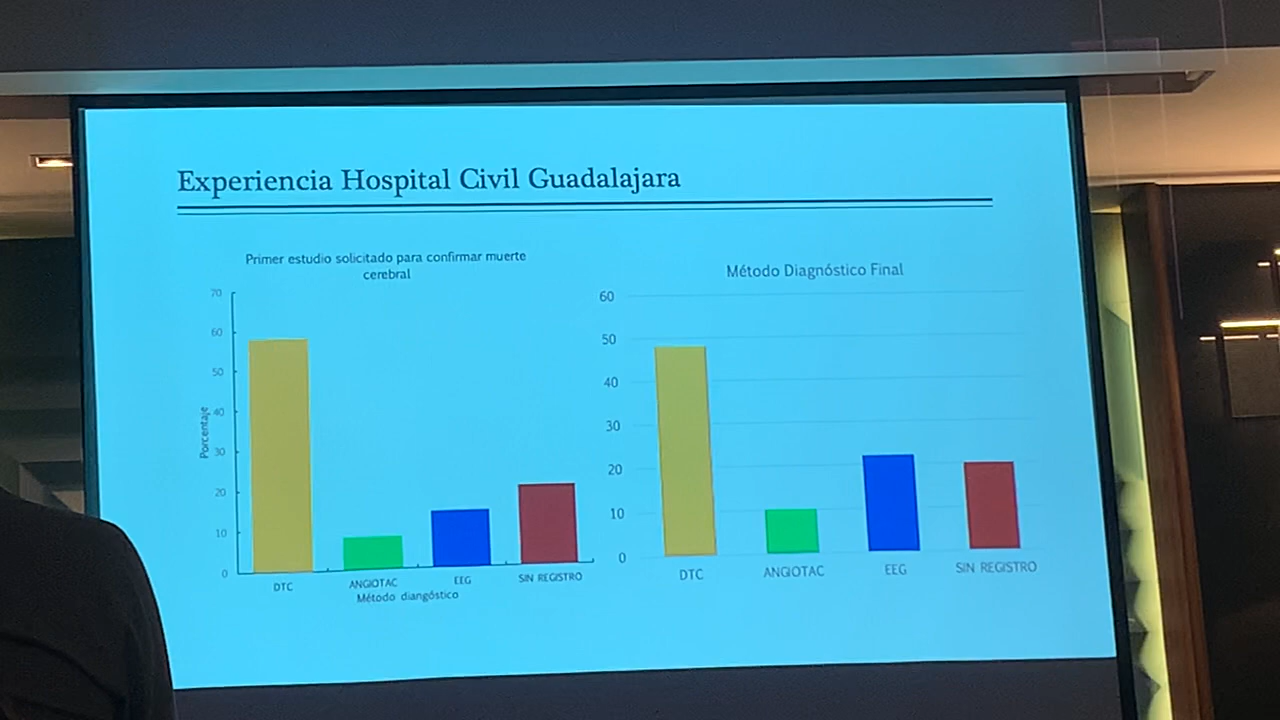 Experiencia Hospital Civil Guadalajara
Primer estudio solicitado para confirmar muerte
cerebral
70
60
50
40
30
20
10
0
Porcentaje
DTC
ANGIOTAC
EEG
SIN REGISTRO
Método diangóstico
Método Diagnóstico Final
60
50
40
30
20
10
0
DTC
ANGIOTAC
EEG
SIN REGISTRO